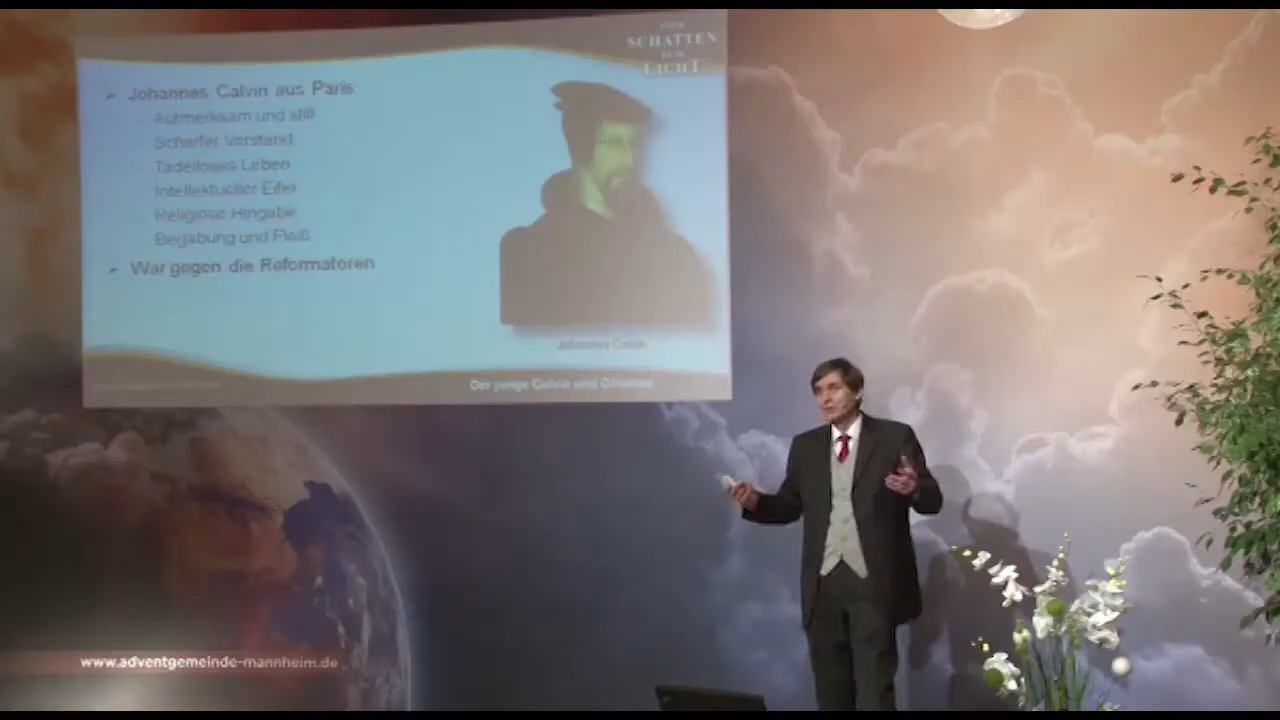 VOM
SCHATTEN
ZUM
LICHT
Johannes Calvin aus Paris
Aufmerksam und still
Scharfer Verstand
Tadelloses Leben
Intellektueller Eifer
Religiöse Hingabe
Begabung und Fleiß
War gegen die Reformatoren
Johannes Calvin
Der junge Calvin und Olivetan
www.adventgemeinde-mannheim.de